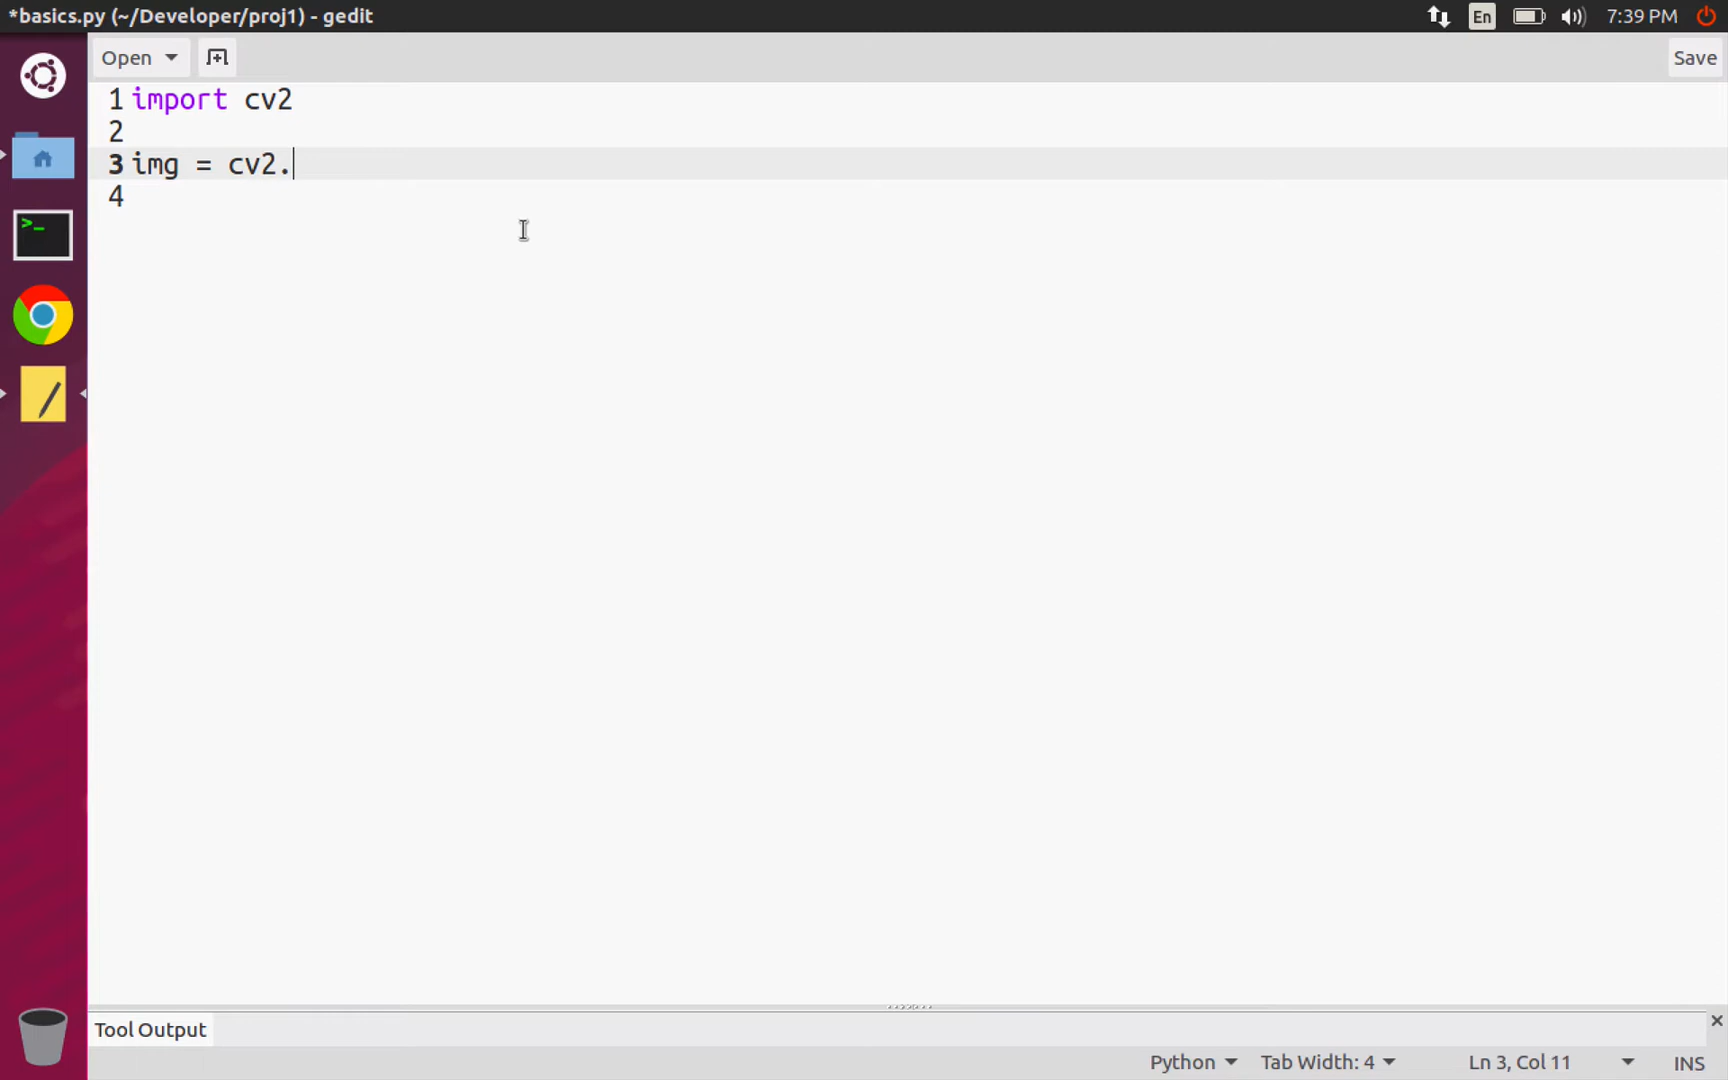 *basics.py (~/Developer/proj1) - gedit
En
7:39 PM
Open
Save
1 import cv2
2
3 img = cv2.
4
>_
Tool Output
Python
Tab Width: 4
Ln 3, Col 11
INS